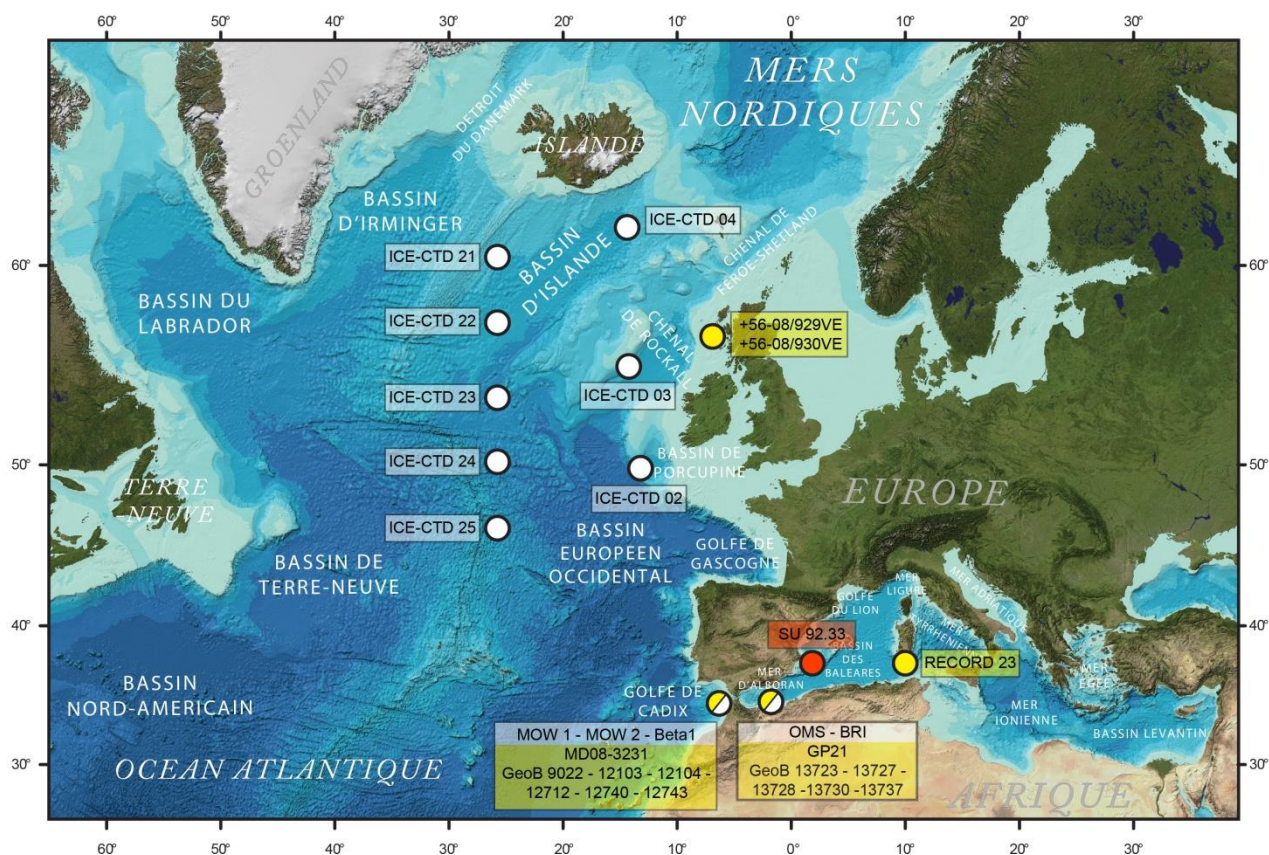 60°
50°
40°
30°
20°
10°
0°
10°
20°
30°
MERS
NORDIQUES
GROENLAND
DETROIT
DU DANEMARK
ISLANDE
BASSIN
D'IRMINGER
ICE-CTD 04
CHENAL DE
FEROE-SHETLAND
BASSIN
D'ISLANDE
ICE-CTD 21
60°
60°
BASSIN DU
LABRADOR
ICE-CTD 22
+56-08/929VE
+56-08/930VE
CHENAL
DE ROCKALL
ICE-CTD 03
ICE-CTD 23
ICE-CTD 24
50°
50°
BASSIN DE
PORCUPINE
ICE-CTD 02
TERRE
-NEUVE
EUROPE
ICE-CTD 25
BASSIN
EUROPEEN
OCCIDENTAL
GOLFE DE
GASCOGNE
BASSIN DE
TERRE-NEUVE
MER
LIGURE
MER ADRIATIQUE
GOLFE
DU LION
40°
40°
SU 92.33
MER
TYRRHENIENNE
BASSIN
DES
BALEARES
RECORD 23
MER
D'ALBORAN
MER
EGEE
BASSIN
NORD-AMERICAIN
GOLFE DE
CADIX
MER
IONIENNE
BASSIN LEVANTIN
MOW 1 - MOW 2 - Beta1
MD08-3231
GeoB 9022 - 12103 - 12104 -
12712 - 12740 - 12743
OMS - BRI
GP21
GeoB 13723 - 13727 -
13728 -13730 -13737
OCEAN ATLANTIQUE
30°
30°
AFRIQUE
60°
50°
40°
30°
20°
10°
0°
10°
20°
30°